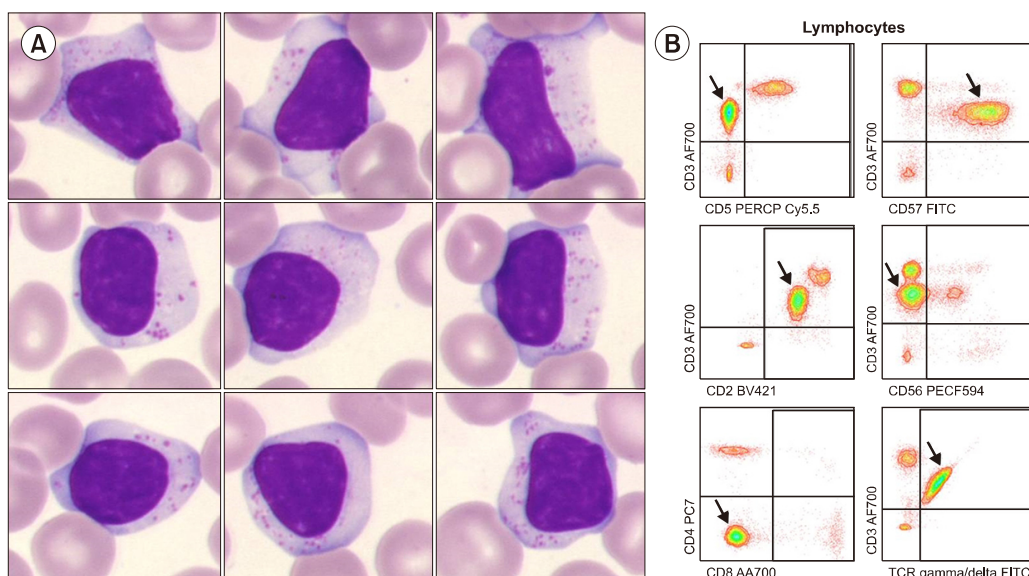 A
B
Lymphocytes
CD3 AF700
CD5 PERCP Cy5.5
CD3 AF700
CD57 FITC
CD3 AF700
CD2 BV421
CD3 AF700
CD56 PECF594
CD4 PC7
CD8 AA700
CD3 AF700
TCR gamma/delta FITC